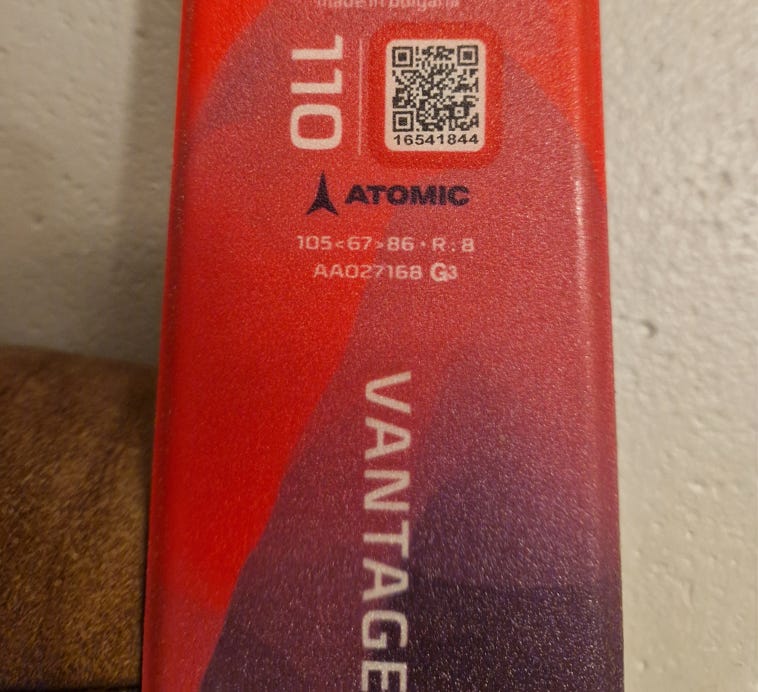 made in bulgaria
110
16541844
ATOMIC
105<67>86·R:8
AA027168 G3
VANTAGE